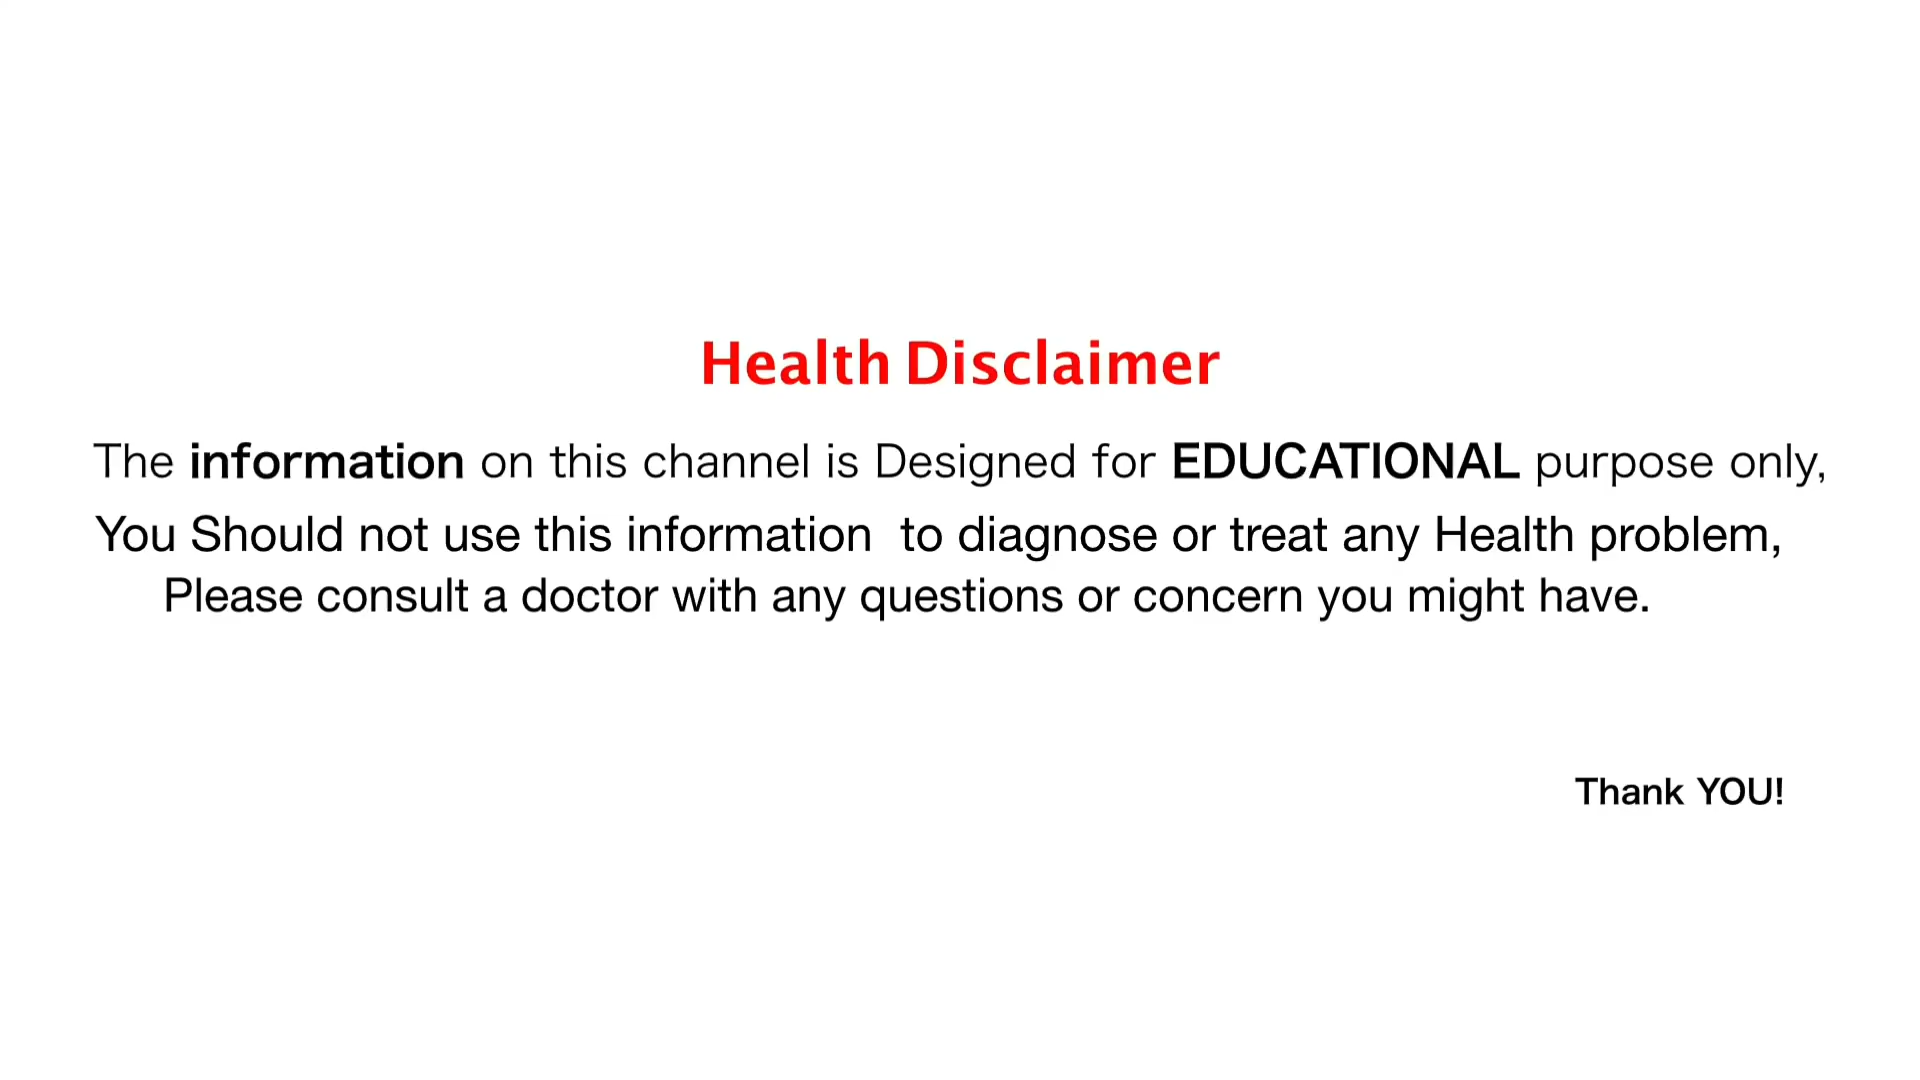 Health Disclaimer
The information on this channel is Designed for EDUCATIONAL purpose only,
You Should not use this information  to diagnose or treat any Health problem,
Please consult a doctor with any questions or concern you might have.
Thank YOU!